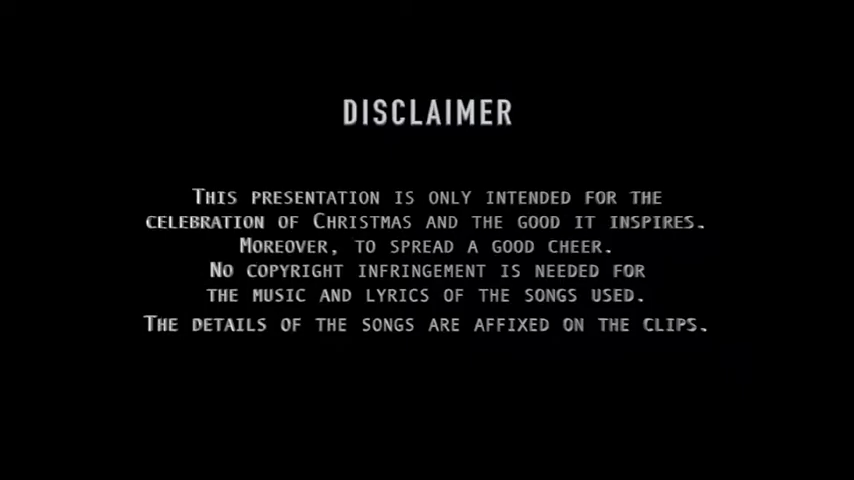 DISCLAIMER
THIS PRESENTATION IS ONLY INTENDED FOR THE
CELEBRATION OF CHRISTMAS AND THE GOOD IT INSPIRES.
MOREOVER, TO SPREAD A GOOD CHEER.
NO COPYRIGHT INFRINGEMENT IS NEEDED FOR
THE MUSIC AND LYRICS OF THE SONGS USED.
THE DETAILS OF THE SONGS ARE AFFIXED ON THE CLIPS.